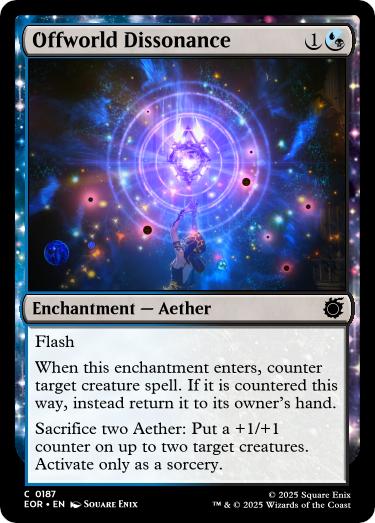 Offworld Dissonance 1
Enchantment — Aether
Flash
When this enchantment enters, counter
target creature spell. If it is countered this
way, instead return it to its owner's hand.
Sacrifice two Aether: Put a +1/+1
counter on up to two target creatures.
Activate only as a sorcery.
C 0187 © 2025 Square Enix
EOR • EN Square Enix ™ & © 2025 Wizards of the Coast